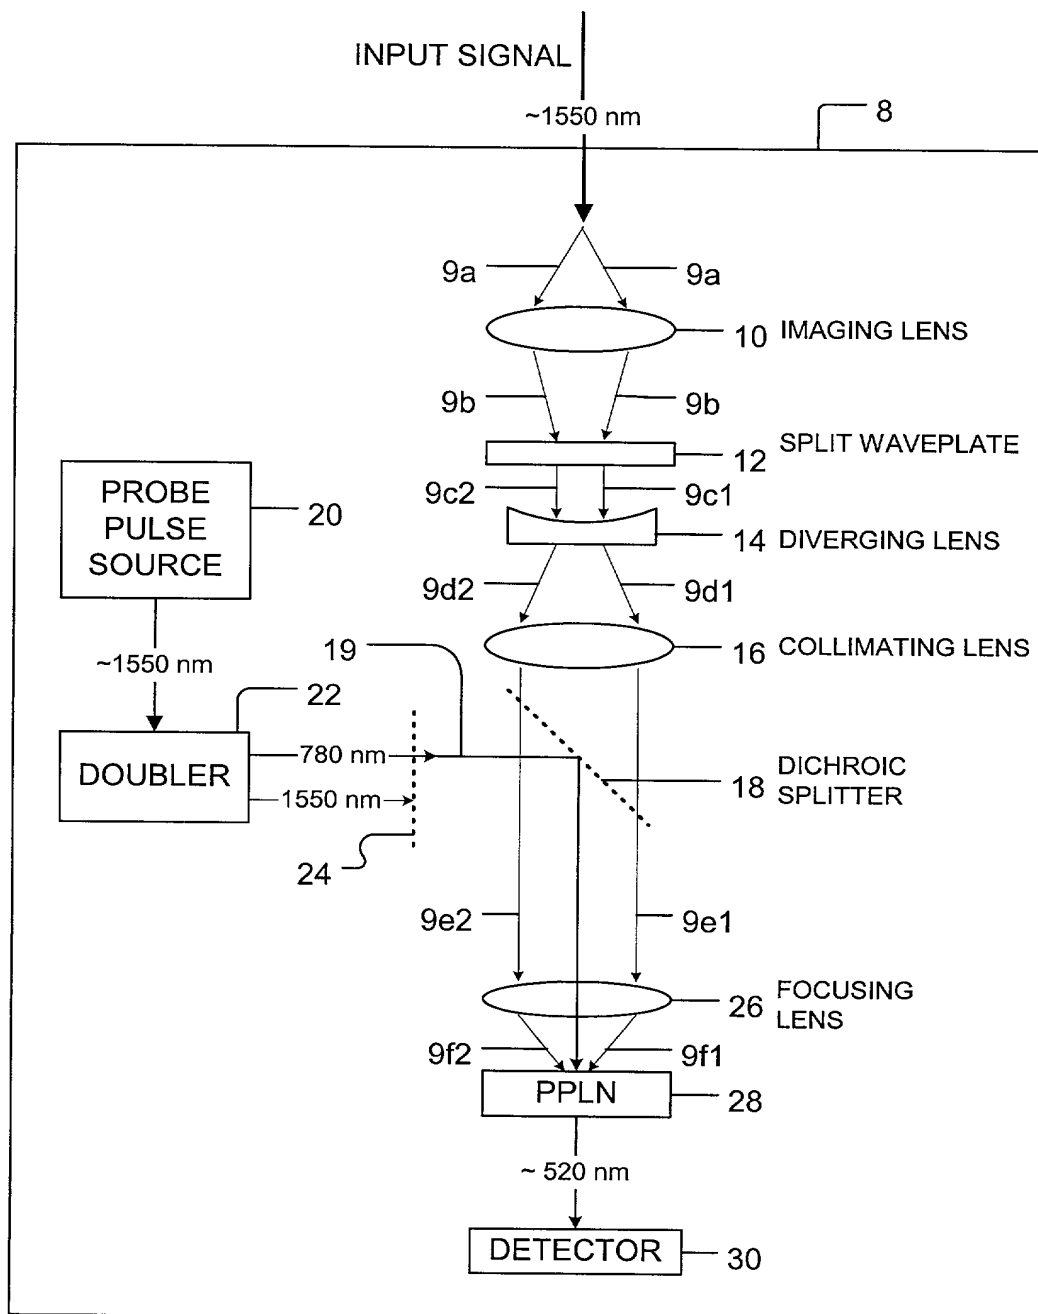 INPUT SIGNAL
~1550 nm
8
9a
9a
10 IMAGING LENS
9b
9b
SPLIT WAVEPLATE
12
9c2
9c1
PROBE
PULSE
SOURCE
20
14 DIVERGING LENS
9d2
9d1
~1550 nm
19
16 COLLIMATING LENS
22
DOUBLER
780 nm
1550 nm
18
DICHROIC
SPLITTER
24
9e2
9e1
26
FOCUSING
LENS
9f2
9f1
PPLN
28
~ 520 nm
DETECTOR
30